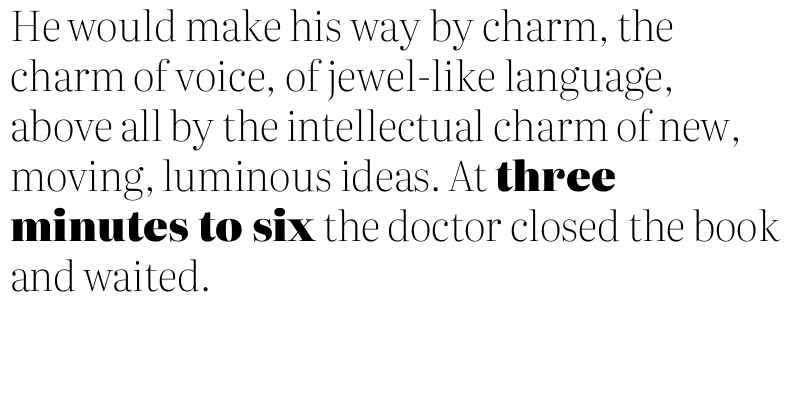 He would make his way by charm, the
charm of voice, of jewel-like language,
above all by the intellectual charm of new,
moving, luminous ideas. At three
minutes to six the doctor closed the book
and waited.